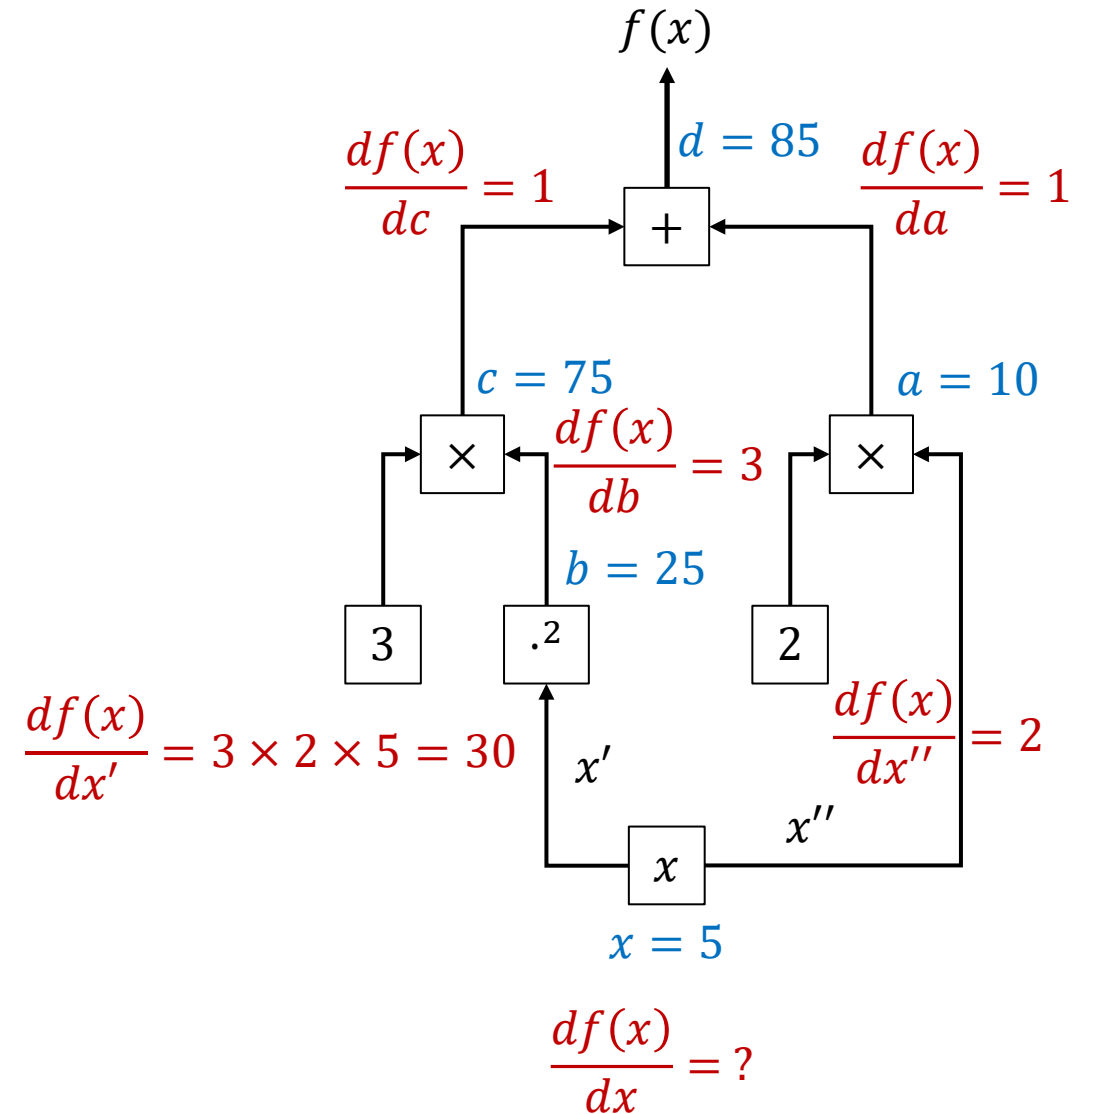 f(x)
d = 85
df(x)/dc = 1
df(x)/da = 1
+
c = 75
a = 10
×
df(x)/db = 3
×
b = 25
3
·²
2
df(x)/dx′ = 3 × 2 × 5 = 30
x′
df(x)/dx′′ = 2
x′′
x
x = 5
df(x)/dx = ?